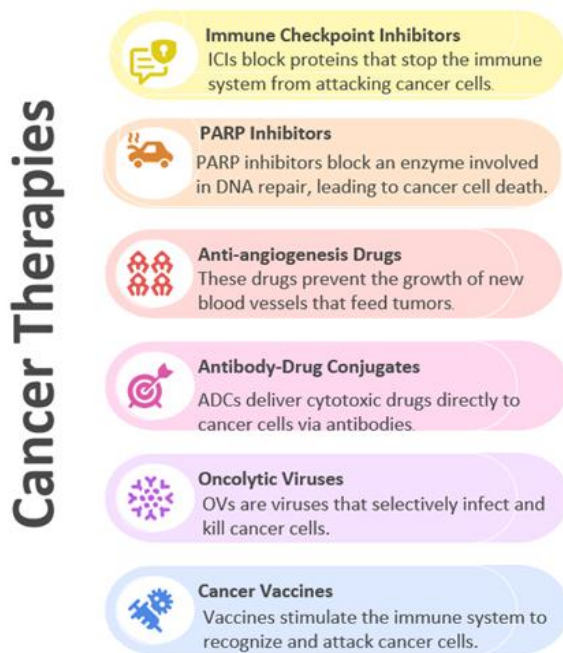 Cancer Therapies
Immune Checkpoint Inhibitors
ICIs block proteins that stop the immune
system from attacking cancer cells.
PARP Inhibitors
PARP inhibitors block an enzyme involved
in DNA repair, leading to cancer cell death.
Anti-angiogenesis Drugs
These drugs prevent the growth of new
blood vessels that feed tumors.
Antibody-Drug Conjugates
ADCs deliver cytotoxic drugs directly to
cancer cells via antibodies.
Oncolytic Viruses
OVs are viruses that selectively infect and
kill cancer cells.
Cancer Vaccines
Vaccines stimulate the immune system to
recognize and attack cancer cells.